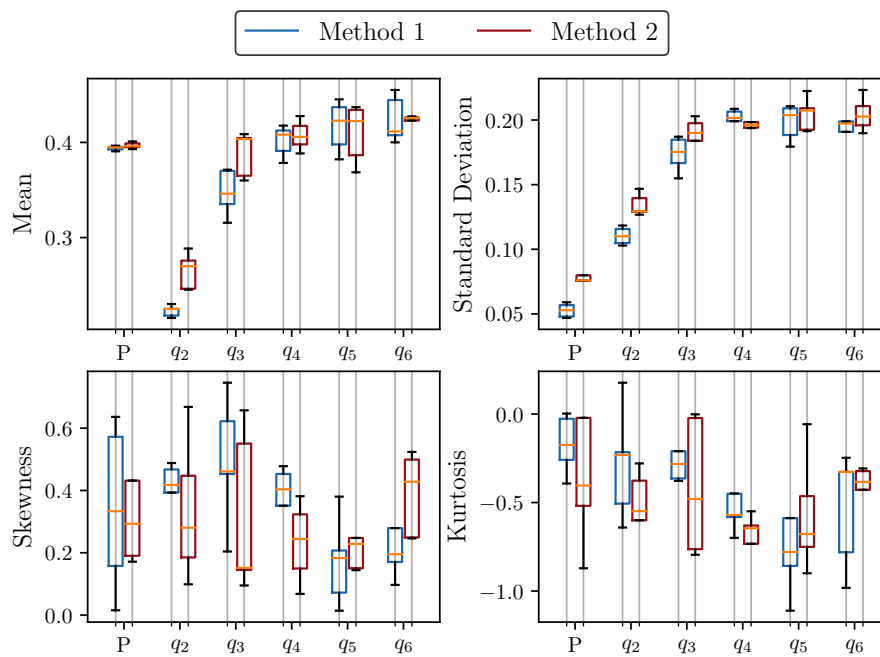 Method 1 Method 2
Mean
0.4
0.3
P q₂ q₃ q₄ q₅ q₆
Standard Deviation
0.20
0.15
0.10
0.05
P q₂ q₃ q₄ q₅ q₆
Skewness
0.6
0.4
0.2
0.0
P q₂ q₃ q₄ q₅ q₆
Kurtosis
0.0
−0.5
−1.0
P q₂ q₃ q₄ q₅ q₆